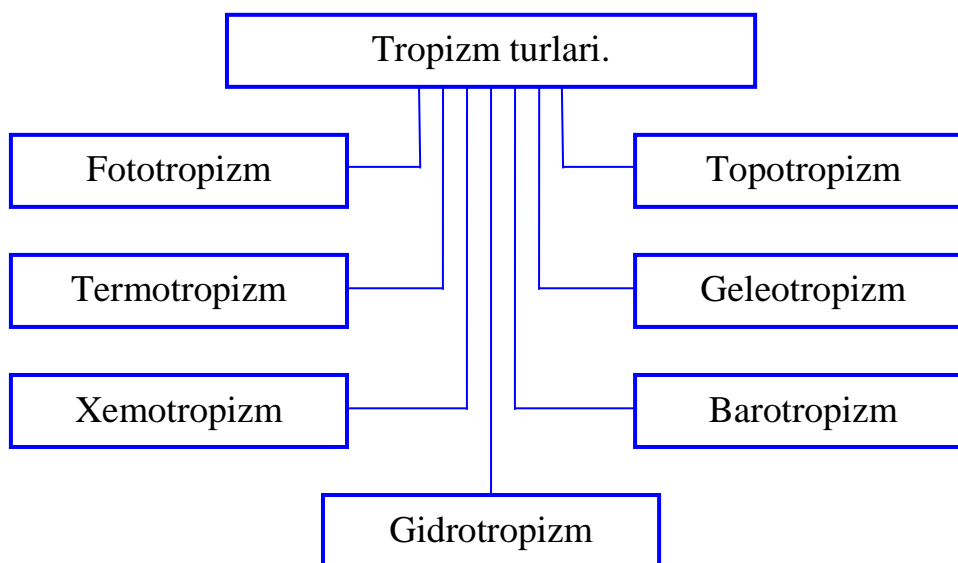 Tropizm turlari.
Fototropizm
Topotropizm
Termotropizm
Geleotropizm
Xemotropizm
Barotropizm
Gidrotropizm